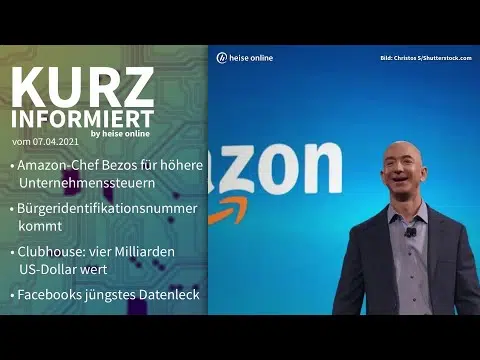 heise online
Bild: Christos S/Shutterstock.com
KURZ
INFORMIERT
by heise online
vom 07.04.2021
• Amazon-Chef Bezos für höhere
Unternehmenssteuern
• Bürgeridentifikationsnummer
kommt
• Clubhouse: vier Milliarden
US-Dollar wert
• Facebooks jüngstes Datenleck
azon